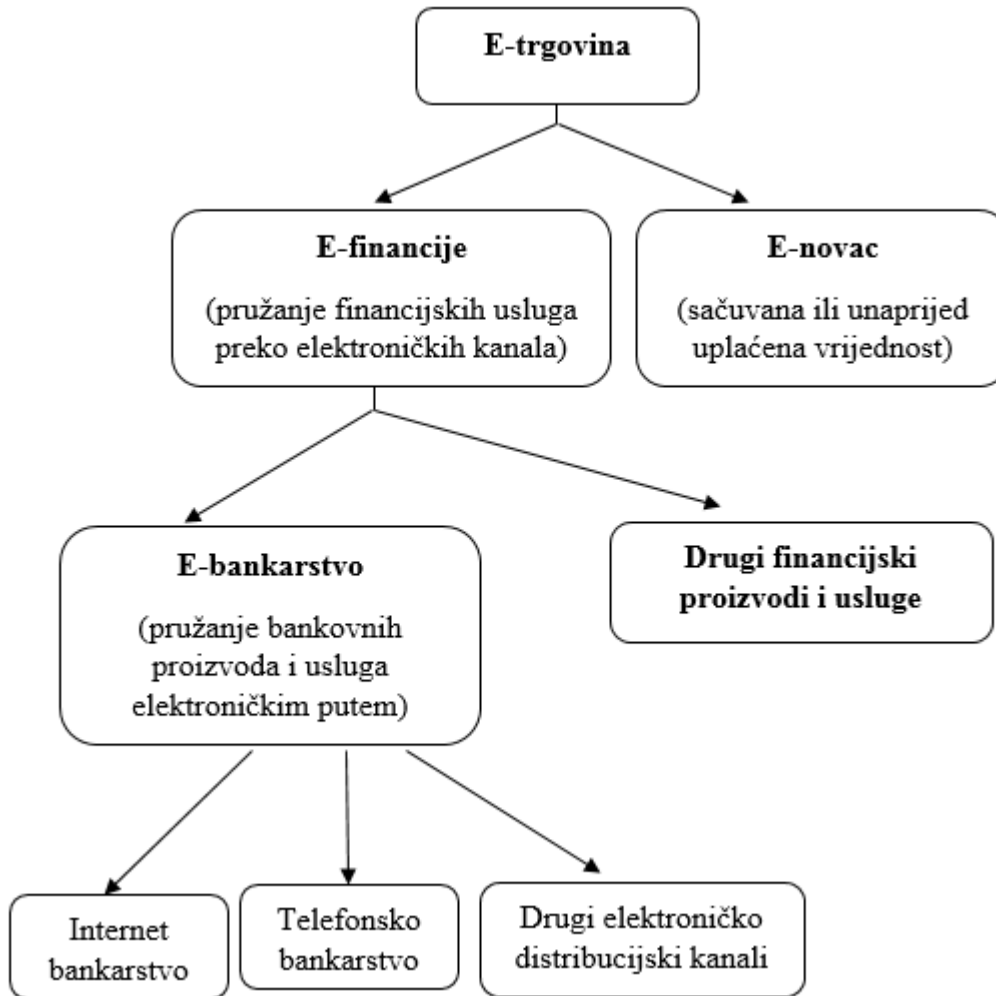 E-trgovina
E-financije
(pružanje financijskih usluga
preko elektroničkih kanala)
E-novac
(sačuvana ili unaprijed
uplaćena vrijednost)
E-bankarstvo
(pružanje bankovnih
proizvoda i usluga
elektroničkim putem)
Drugi financijski
proizvodi i usluge
Internet
bankarstvo
Telefonsko
bankarstvo
Drugi elektroničko
distribucijski kanali